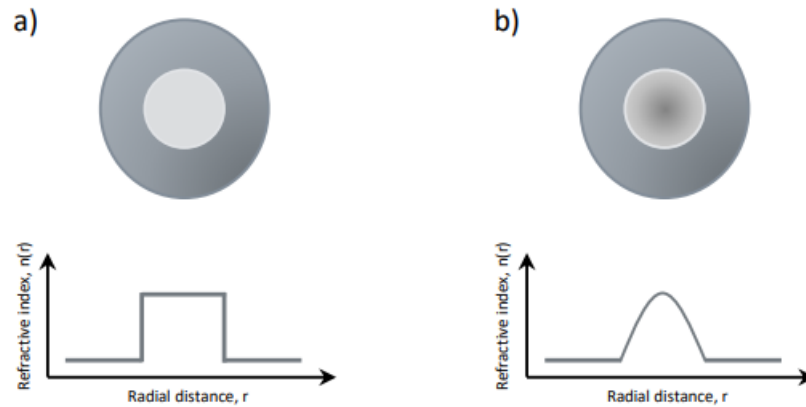 a)
b)
Refractive index, n(r)
Radial distance, r
Refractive index, n(r)
Radial distance, r